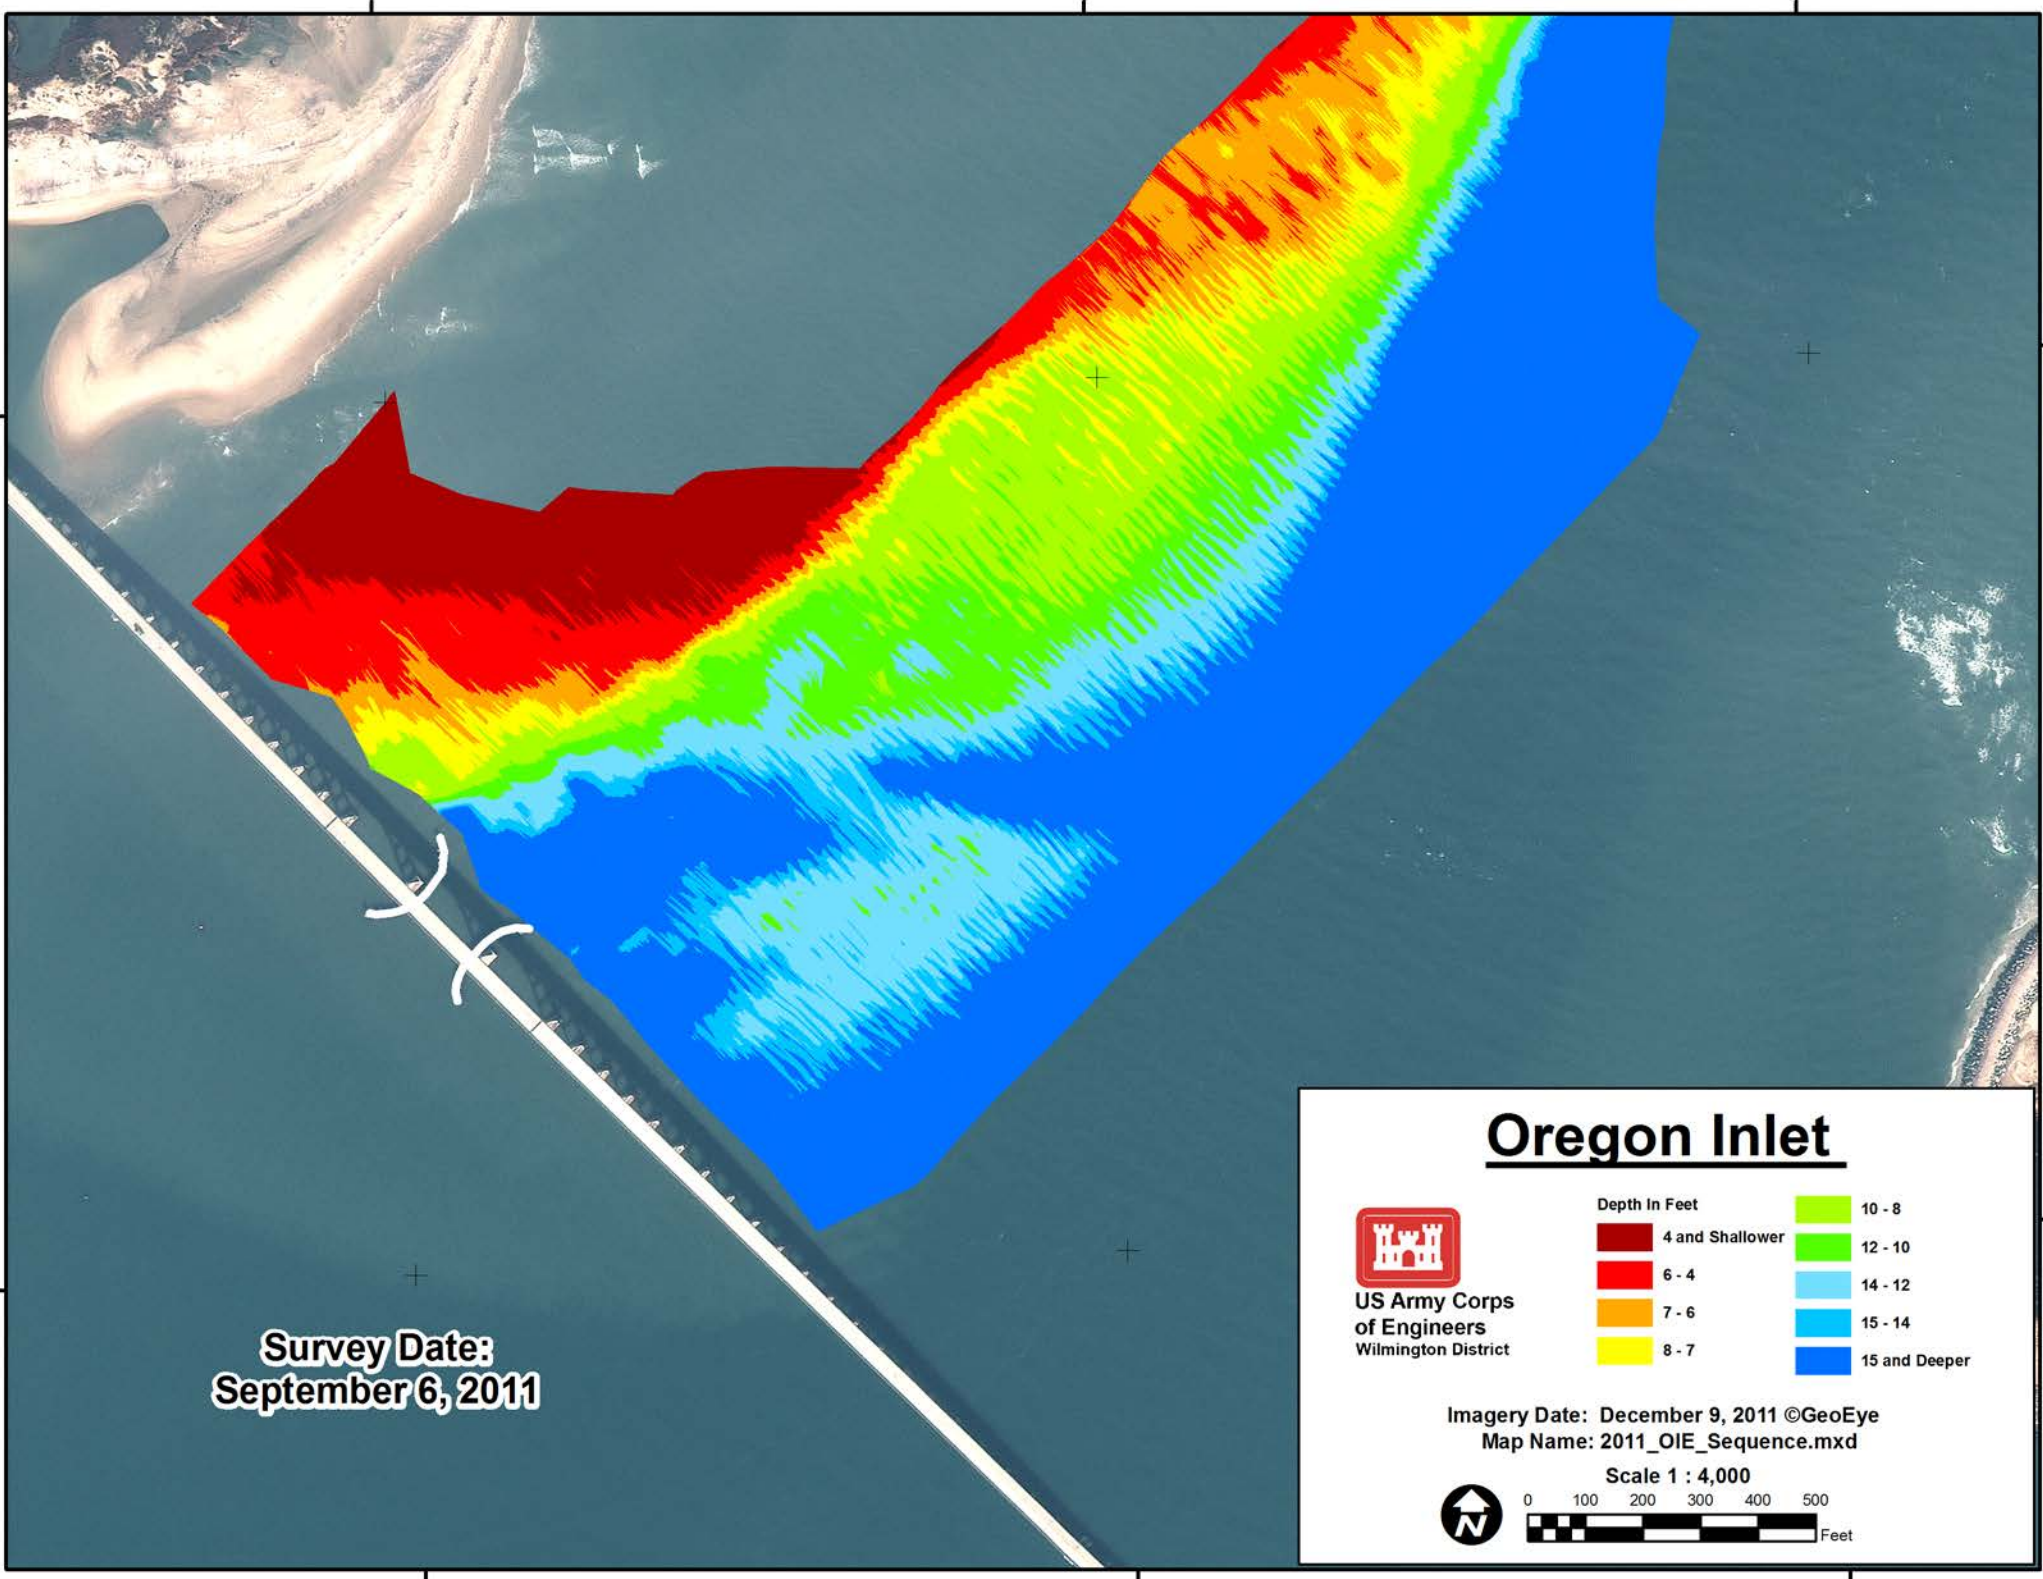 Survey Date:
September 6, 2011
Oregon Inlet
US Army Corps
of Engineers
Wilmington District
Depth In Feet
4 and Shallower
6 - 4
7 - 6
8 - 7
10 - 8
12 - 10
14 - 12
15 - 14
15 and Deeper
Imagery Date: December 9, 2011 ©GeoEye
Map Name: 2011_OIE_Sequence.mxd
Scale 1 : 4,000
N
0 100 200 300 400 500
Feet